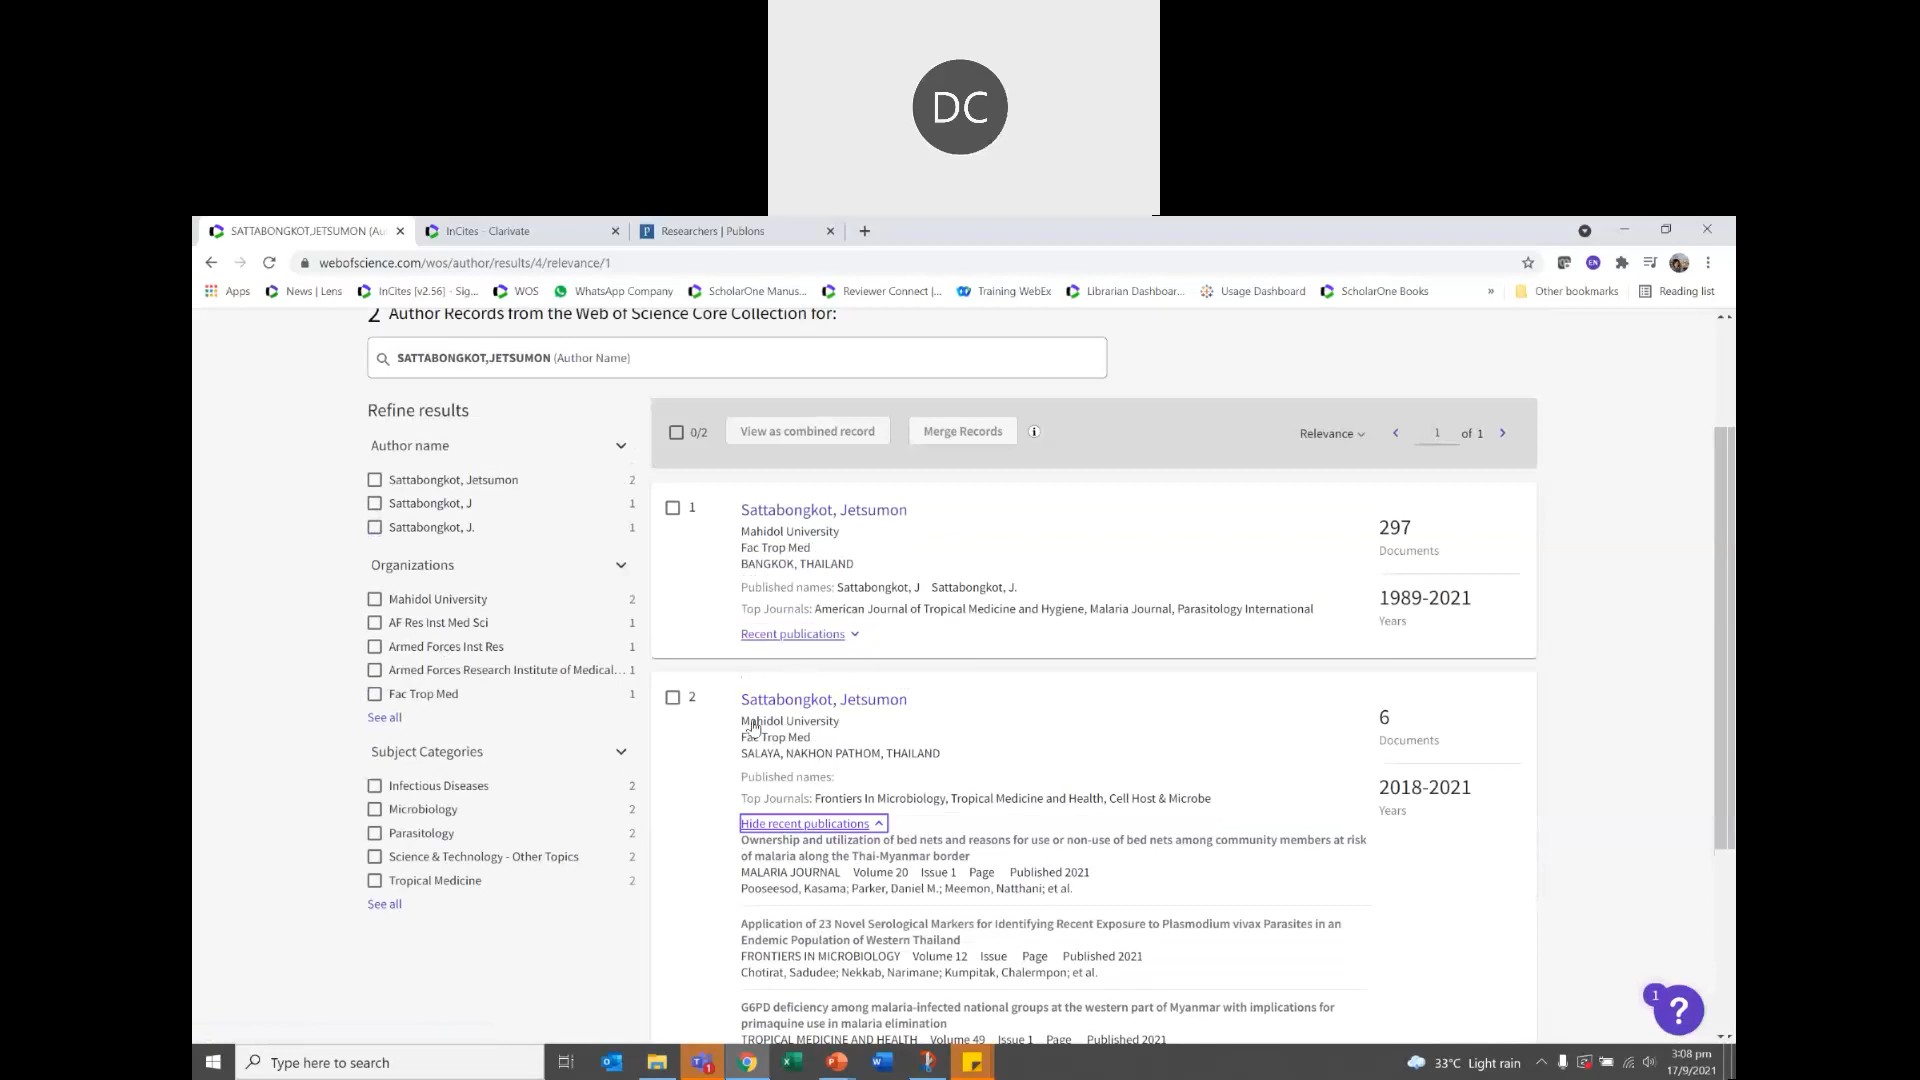 DC
SATTABONGKOT,JETSUMON (Au
InCites - Clarivate
Researchers | Publons
webofscience.com/wos/author/results/4/relevance/1
Apps
News | Lens
InCites [v2.56] - Sig...
WOS
WhatsApp Company
ScholarOne Manus...
Reviewer Connect (...
Training WebEx
Librarian Dashboar...
Usage Dashboard
ScholarOne Books
»
Other bookmarks
Reading list
2 Author Records from the Web of Science Core Collection for:
SATTABONGKOT,JETSUMON (Author Name)
Refine results
Author name
Sattabongkot, Jetsumon 2
Sattabongkot, J 1
Sattabongkot, J. 1
Organizations
Mahidol University 2
AF Res Inst Med Sci 1
Armed Forces Inst Res 1
Armed Forces Research Institute of Medical... 1
Fac Trop Med 1
See all
Subject Categories
Infectious Diseases 2
Microbiology 2
Parasitology 2
Science & Technology - Other Topics 2
Tropical Medicine 2
See all
0/2
View as combined record
Merge Records
Relevance
1 of 1
1
Sattabongkot, Jetsumon
Mahidol University
Fac Trop Med
BANGKOK, THAILAND
Published names: Sattabongkot, J Sattabongkot, J.
Top Journals: American Journal of Tropical Medicine and Hygiene, Malaria Journal, Parasitology International
Recent publications
297
Documents
1989-2021
Years
2
Sattabongkot, Jetsumon
Mahidol University
Fac Trop Med
SALAYA, NAKHON PATHOM, THAILAND
Published names:
Top Journals: Frontiers In Microbiology, Tropical Medicine and Health, Cell Host & Microbe
Hide recent publications
6
Documents
2018-2021
Years
Ownership and utilization of bed nets and reasons for use or non-use of bed nets among community members at risk
of malaria along the Thai-Myanmar border
MALARIA JOURNAL Volume 20 Issue 1 Page Published 2021
Pooseesod, Kasama; Parker, Daniel M.; Meemon, Natthani; et al.
Application of 23 Novel Serological Markers for Identifying Recent Exposure to Plasmodium vivax Parasites in an
Endemic Population of Western Thailand
FRONTIERS IN MICROBIOLOGY Volume 12 Issue Page Published 2021
Chotirat, Sadudee; Nekkab, Narimane; Kumpitak, Chalermpon; et al.
G6PD deficiency among malaria-infected national groups at the western part of Myanmar with implications for
primaquine use in malaria elimination
TROPICAL MEDICINE AND HEALTH Volume 49 Issue 1 Page Published 2021
1
?
Type here to search
1
33°C Light rain
3:08 pm
17/9/2021